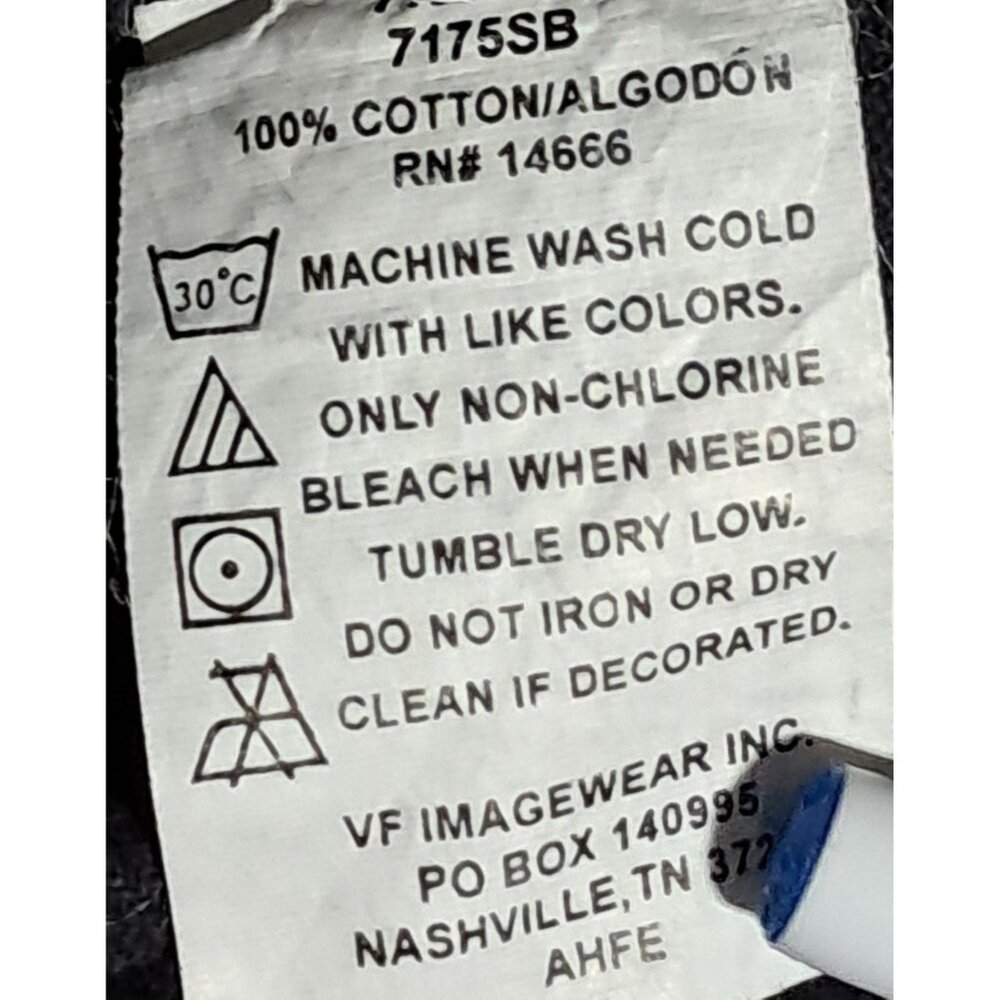 7175SB
100% COTTON/ALGODÓN
RN# 14666
30°C
MACHINE WASH COLD
WITH LIKE COLORS.
ONLY NON-CHLORINE
BLEACH WHEN NEEDED
TUMBLE DRY LOW.
DO NOT IRON OR DRY
CLEAN IF DECORATED.
VF IMAGEWEAR INC.
PO BOX 140995
NASHVILLE, TN 372
AHFE